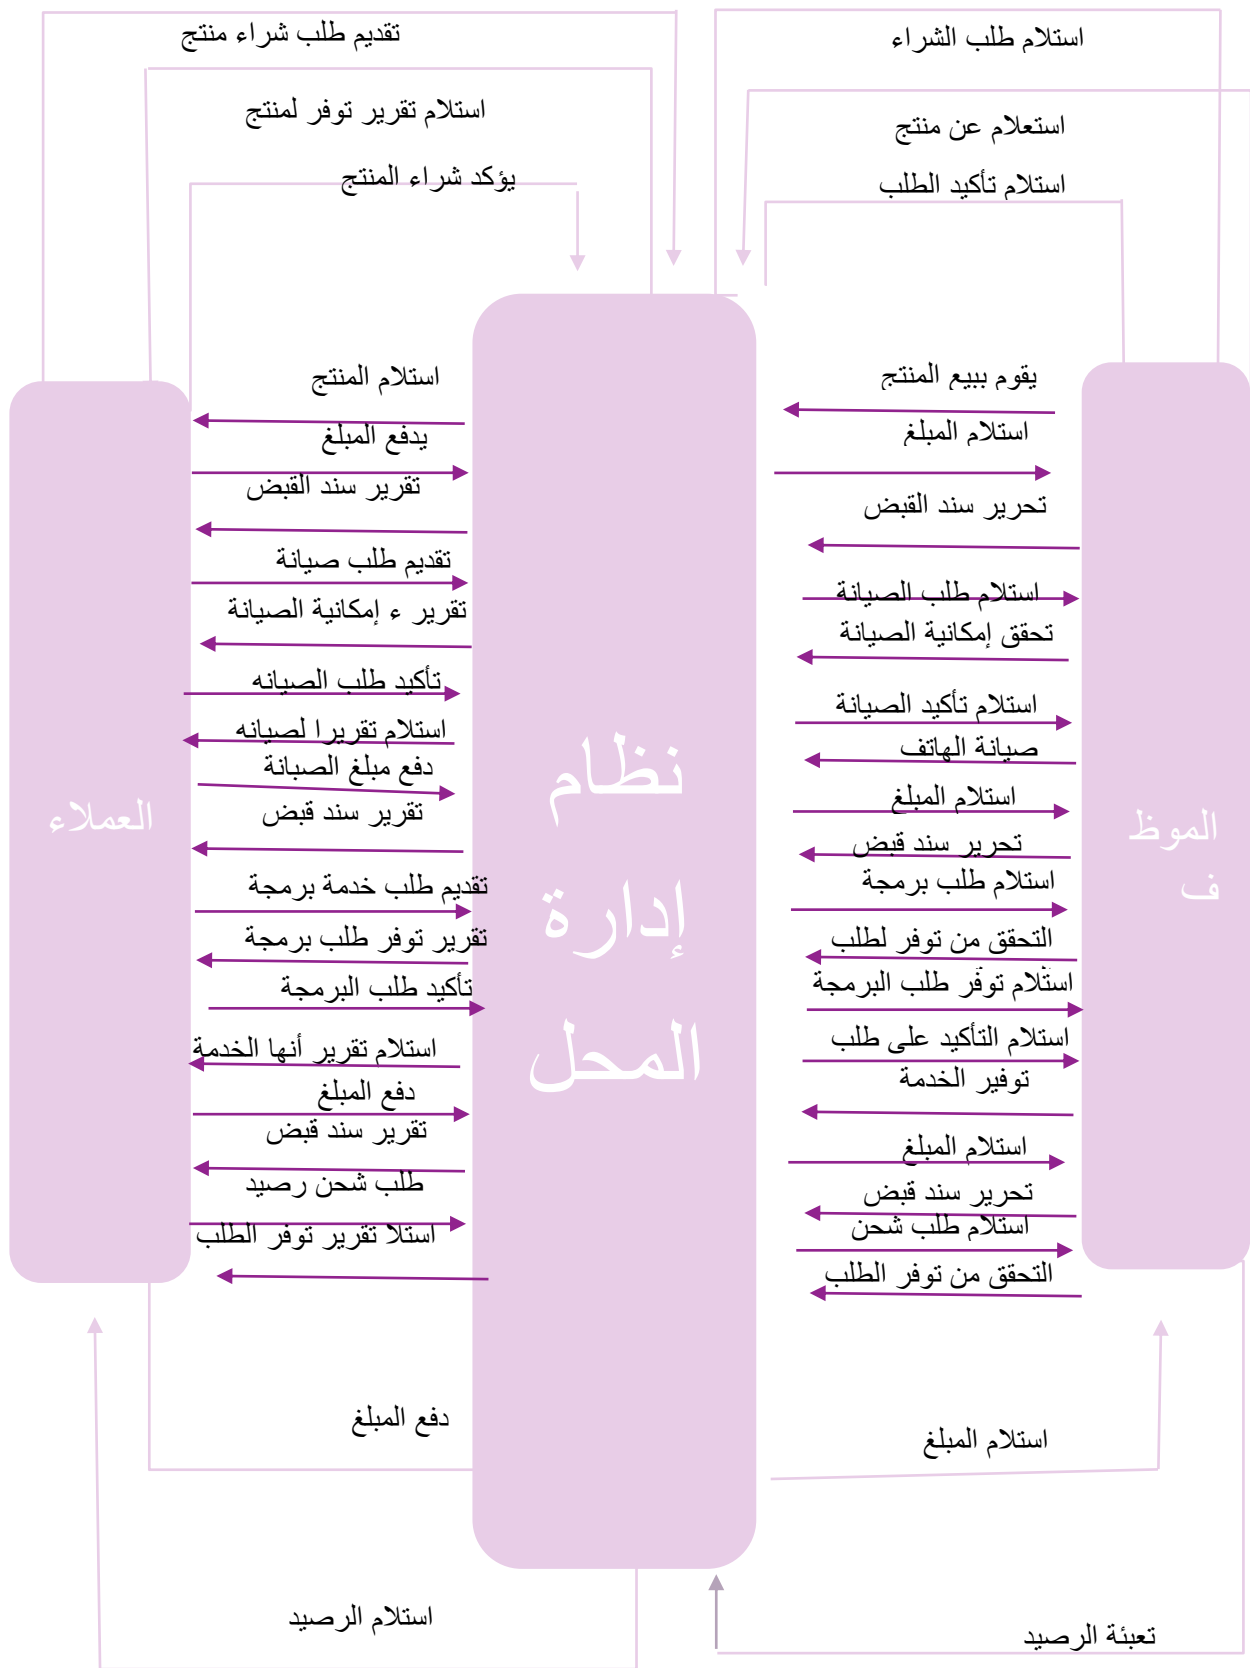 تقديم طلب شراء منتج
استلام طلب الشراء
استلام تقرير توفر لمنتج
استعلام عن منتج
يؤكد شراء المنتج
استلام تأكيد الطلب
يقوم ببيع المنتج
استلام المنتج
استلام المبلغ
يدفع المبلغ
تحرير سند القبض
تقرير سند القبض
تقديم طلب صيانة
استلام طلب الصيانة
تقرير ء إمكانية الصيانة
تحقق إمكانية الصيانة
تأكيد طلب الصيانه
استلام تأكيد الصيانة
استلام تقريرا لصيانه
صيانة الهاتف
دفع مبلغ الصبانة
استلام المبلغ
تقرير سند قبض
تحرير سند قبض
تقديم طلب خدمة برمجة
استلام طلب برمجة
تقرير توفر طلب برمجة
التحقق من توفر لطلب
تأكيد طلب البرمجة
استلام توفر طلب البرمجة
استلام تقرير أنها الخدمة
استلام التأكيد على طلب
دفع المبلغ
توفير الخدمة
تقرير سند قبض
استلام المبلغ
طلب شحن رصيد
تحرير سند قبض
استلا تقرير توفر الطلب
استلام طلب شحن
التحقق من توفر الطلب
الموظ
ف
نظام
إدارة
المحل
العملاء
دفع المبلغ
استلام المبلغ
استلام الرصيد
تعبئة الرصيد